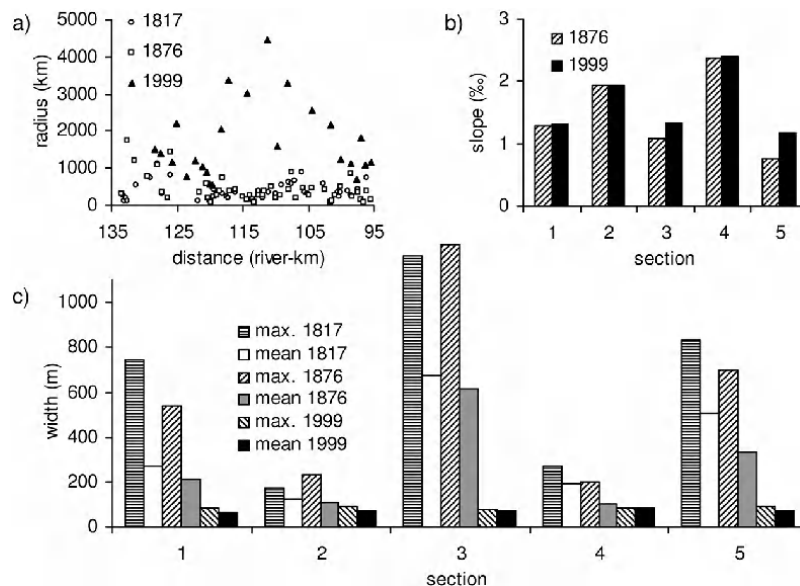 a)
1817
1876
1999
5000
4000
3000
2000
1000
0
radius (km)
135 125 115 105 95
distance (river-km)
b)
1876
1999
3
2
1
0
slope (‰)
1 2 3 4 5
section
c)
max. 1817
mean 1817
max. 1876
mean 1876
max. 1999
mean 1999
1000
800
600
400
200
0
width (m)
1 2 3 4 5
section